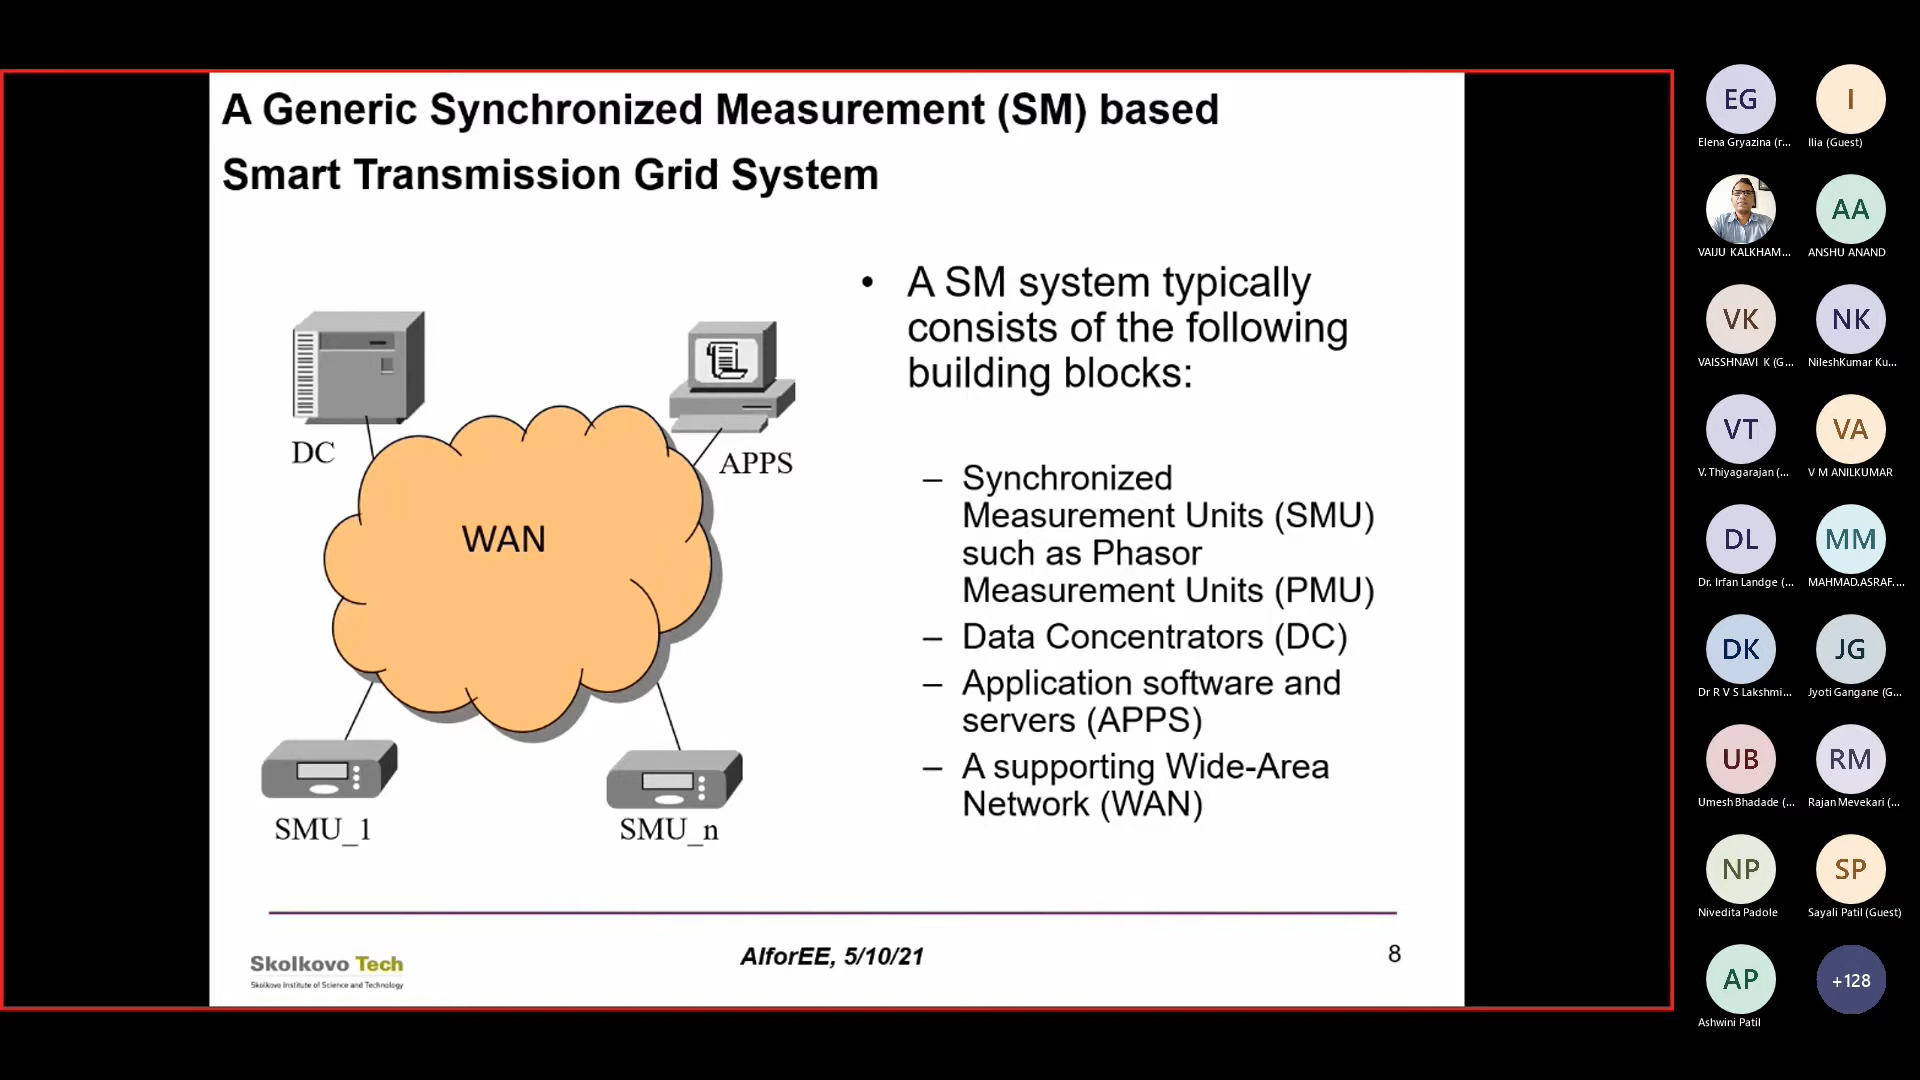 A Generic Synchronized Measurement (SM) based
Smart Transmission Grid System
DC
APPS
WAN
SMU_1
SMU_n
• A SM system typically
consists of the following
building blocks:
– Synchronized
Measurement Units (SMU)
such as Phasor
Measurement Units (PMU)
– Data Concentrators (DC)
– Application software and
servers (APPS)
– A supporting Wide-Area
Network (WAN)
Skolkovo Tech
Skolkovo Institute of Science and Technology
AIforEE, 5/10/21
8
EG
Elena Gryazina (r...
I
Ilia (Guest)
VAIJU KALKHAM...
AA
ANSHU ANAND
VK
VAISSHNAVI K (G...
NK
NileshKumar Ku...
VT
V. Thiyagarajan (...
VA
V M ANILKUMAR
DL
Dr. Irfan Landge (...
MM
MAHMAD.ASRAF....
DK
Dr R V S Lakshmi...
JG
Jyoti Gangane (G...
UB
Umesh Bhadade (...
RM
Rajan Mevekari (...
NP
Nivedita Padole
SP
Sayali Patil (Guest)
AP
Ashwini Patil
+128